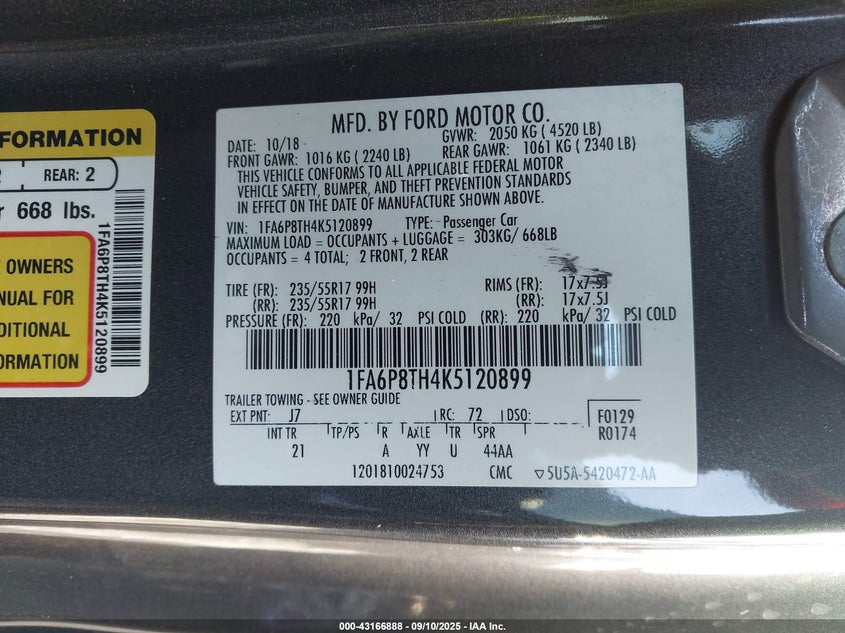 FORMATION
REAR: 2
668 lbs.
1FA6P8TH4K5120899
OWNERS
FOR
FORMATION
MFD. BY FORD MOTOR CO.
DATE: 10/18 GVWR: 2050 KG ( 4520 LB)
FRONT GAWR: 1016 KG ( 2240 LB) REAR GAWR: 1061 KG ( 2340 LB)
THIS VEHICLE CONFORMS TO ALL APPLICABLE FEDERAL MOTOR
VEHICLE SAFETY, BUMPER, AND THEFT PREVENTION STANDARDS
IN EFFECT ON THE DATE OF MANUFACTURE SHOWN ABOVE.
VIN: 1FA6P8TH4K5120899 TYPE: Passenger Car
MAXIMUM LOAD = OCCUPANTS + LUGGAGE = 303KG/ 668LB
OCCUPANTS = 4 TOTAL; 2 FRONT, 2 REAR
TIRE (FR): 235/55R17 99H RIMS (FR): 17x7.5J
(RR): 235/55R17 99H (RR): 17x7.5J
PRESSURE (FR): 220 kPa/ 32 PSI COLD (RR): 220 kPa/ 32 PSI COLD
1FA6P8TH4K5120899
TRAILER TOWING - SEE OWNER GUIDE
EXT PNT: J7 RC: 72 DSO: F0129
R0174
INT TR TP/PS R AXLE TR SPR
21 A YY U 44AA
1201810024753 CMC 5U5A-5420472-AA
000-43166888 - 09/10/2025 - IAA Inc.